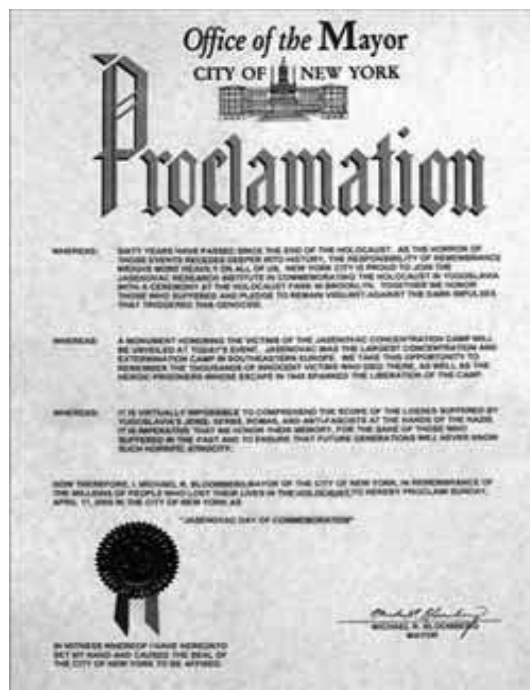 Office of the Mayor
CITY OF NEW YORK
Proclamation
WHEREAS: SIXTY YEARS HAVE PASSED SINCE THE END OF THE HOLOCAUST. AS THE HORROR OF
THOSE EVENTS RECEDES DEEPER INTO HISTORY, THE RESPONSIBILITY OF REMEMBRANCE
WEIGHS MORE HEAVILY ON ALL OF US. NEW YORK CITY IS PROUD TO JOIN THE
JASENOVAC RESEARCH INSTITUTE IN COMMEMORATING THE HOLOCAUST IN YUGOSLAVIA
WITH A CEREMONY AT THE HOLOCAUST PARK IN BROOKLYN. TOGETHER WE HONOR
THOSE WHO SUFFERED AND PLEDGE TO REMAIN VIGILANT AGAINST THE DARK IMPULSES
THAT TRIGGERED THIS GENOCIDE.
WHEREAS: A MONUMENT HONORING THE VICTIMS OF THE JASENOVAC CONCENTRATION CAMP WILL
BE UNVEILED AT TODAY'S EVENT. JASENOVAC WAS THE LARGEST CONCENTRATION AND
EXTERMINATION CAMP IN SOUTHEASTERN EUROPE. WE TAKE THIS OPPORTUNITY TO
REMEMBER THE THOUSANDS OF INNOCENT VICTIMS WHO DIED THERE, AS WELL AS THE
HEROIC PRISONERS WHOSE ESCAPE IN 1945 SPARKED THE LIBERATION OF THE CAMP.
WHEREAS: IT IS VIRTUALLY IMPOSSIBLE TO COMPREHEND THE SCOPE OF THE LOSSES SUFFERED BY
YUGOSLAVIA'S JEWS, SERBS, ROMAS, AND ANTI-FASCISTS AT THE HANDS OF THE NAZIS.
IT IS IMPERATIVE THAT WE HONOR THEIR MEMORY, FOR THE SAKE OF THOSE WHO
SUFFERED IN THE PAST AND TO ENSURE THAT FUTURE GENERATIONS WILL NEVER KNOW
SUCH HORRIFIC ATROCITY.
NOW THEREFORE, I, MICHAEL R. BLOOMBERG, MAYOR OF THE CITY OF NEW YORK, IN REMEMBRANCE OF
THE MILLIONS OF PEOPLE WHO LOST THEIR LIVES IN THE HOLOCAUST, DO HEREBY PROCLAIM SUNDAY,
APRIL 17, 2005 IN THE CITY OF NEW YORK AS
"JASENOVAC DAY OF COMMEMORATION"
MICHAEL R. BLOOMBERG
MAYOR
IN WITNESS WHEREOF I HAVE HEREUNTO
SET MY HAND AND CAUSED THE SEAL OF
THE CITY OF NEW YORK TO BE AFFIXED.